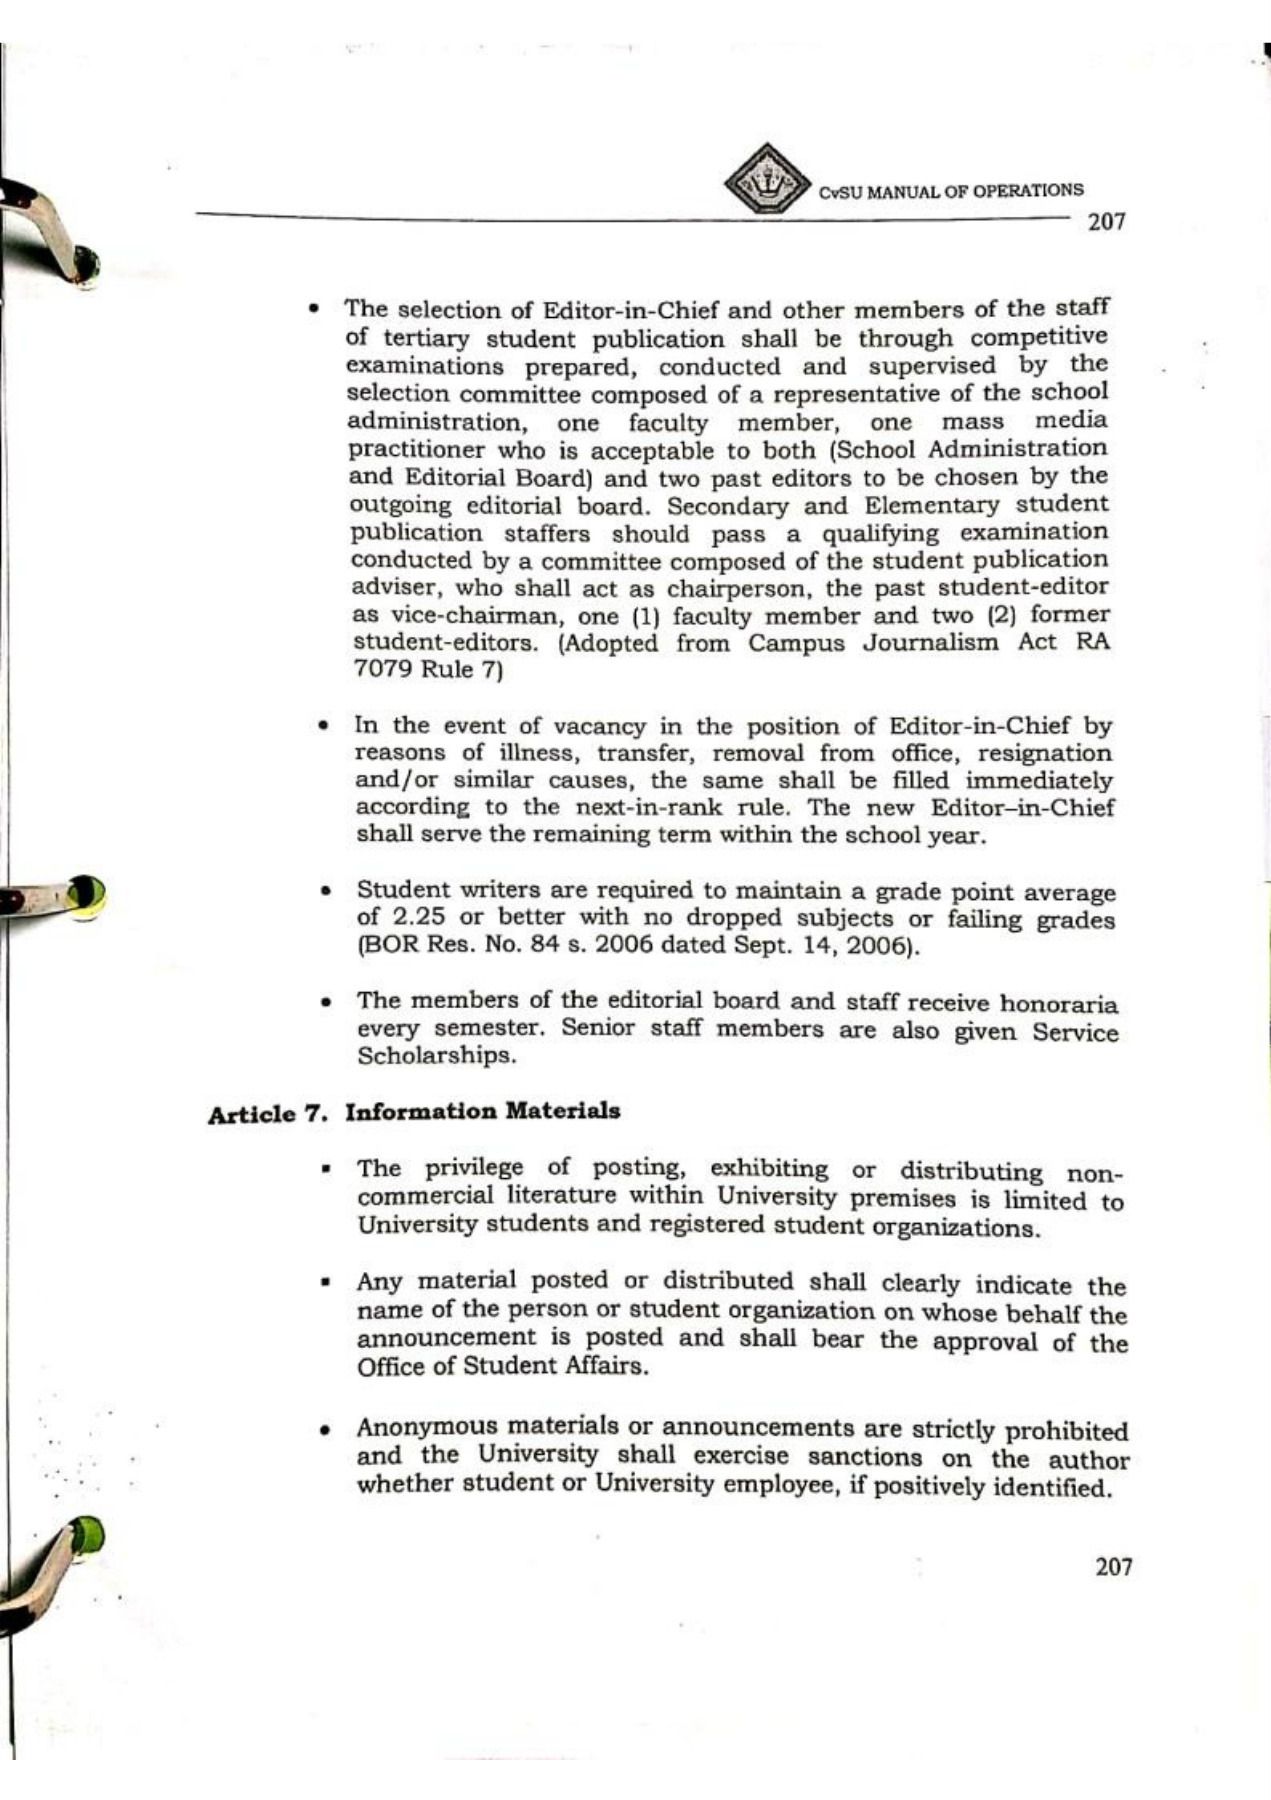 CvSU MANUAL OF OPERATIONS
207
• The selection of Editor-in-Chief and other members of the staff
of tertiary student publication shall be through competitive
examinations prepared, conducted and supervised by the
selection committee composed of a representative of the school
administration, one faculty member, one mass media
practitioner who is acceptable to both (School Administration
and Editorial Board) and two past editors to be chosen by the
outgoing editorial board. Secondary and Elementary student
publication staffers should pass a qualifying examination
conducted by a committee composed of the student publication
adviser, who shall act as chairperson, the past student-editor
as vice-chairman, one (1) faculty member and two (2) former
student-editors. (Adopted from Campus Journalism Act RA
7079 Rule 7)
• In the event of vacancy in the position of Editor-in-Chief by
reasons of illness, transfer, removal from office, resignation
and/or similar causes, the same shall be filled immediately
according to the next-in-rank rule. The new Editor–in-Chief
shall serve the remaining term within the school year.
• Student writers are required to maintain a grade point average
of 2.25 or better with no dropped subjects or failing grades
(BOR Res. No. 84 s. 2006 dated Sept. 14, 2006).
• The members of the editorial board and staff receive honoraria
every semester. Senior staff members are also given Service
Scholarships.
Article 7. Information Materials
▪ The privilege of posting, exhibiting or distributing non-
commercial literature within University premises is limited to
University students and registered student organizations.
▪ Any material posted or distributed shall clearly indicate the
name of the person or student organization on whose behalf the
announcement is posted and shall bear the approval of the
Office of Student Affairs.
• Anonymous materials or announcements are strictly prohibited
and the University shall exercise sanctions on the author
whether student or University employee, if positively identified.
207